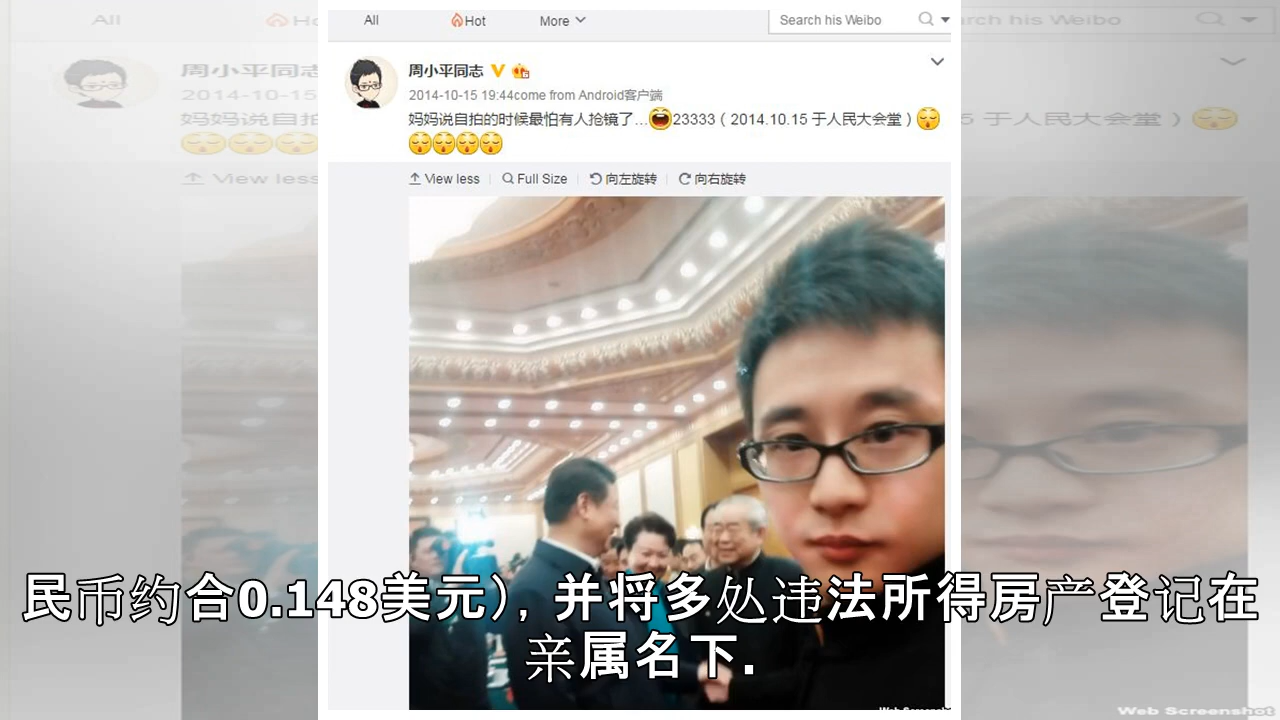 All Hot More Search his Weibo
周小平同志
2014-10-15 19:44come from Android客户端
妈妈说自拍的时候最怕有人抢镜了...23333（2014.10.15 于人民大会堂）
View less Full Size 向左旋转 向右旋转
民币约合0.148美元), 并将多处违法所得房产登记在
亲属名下.
Web Screenshot